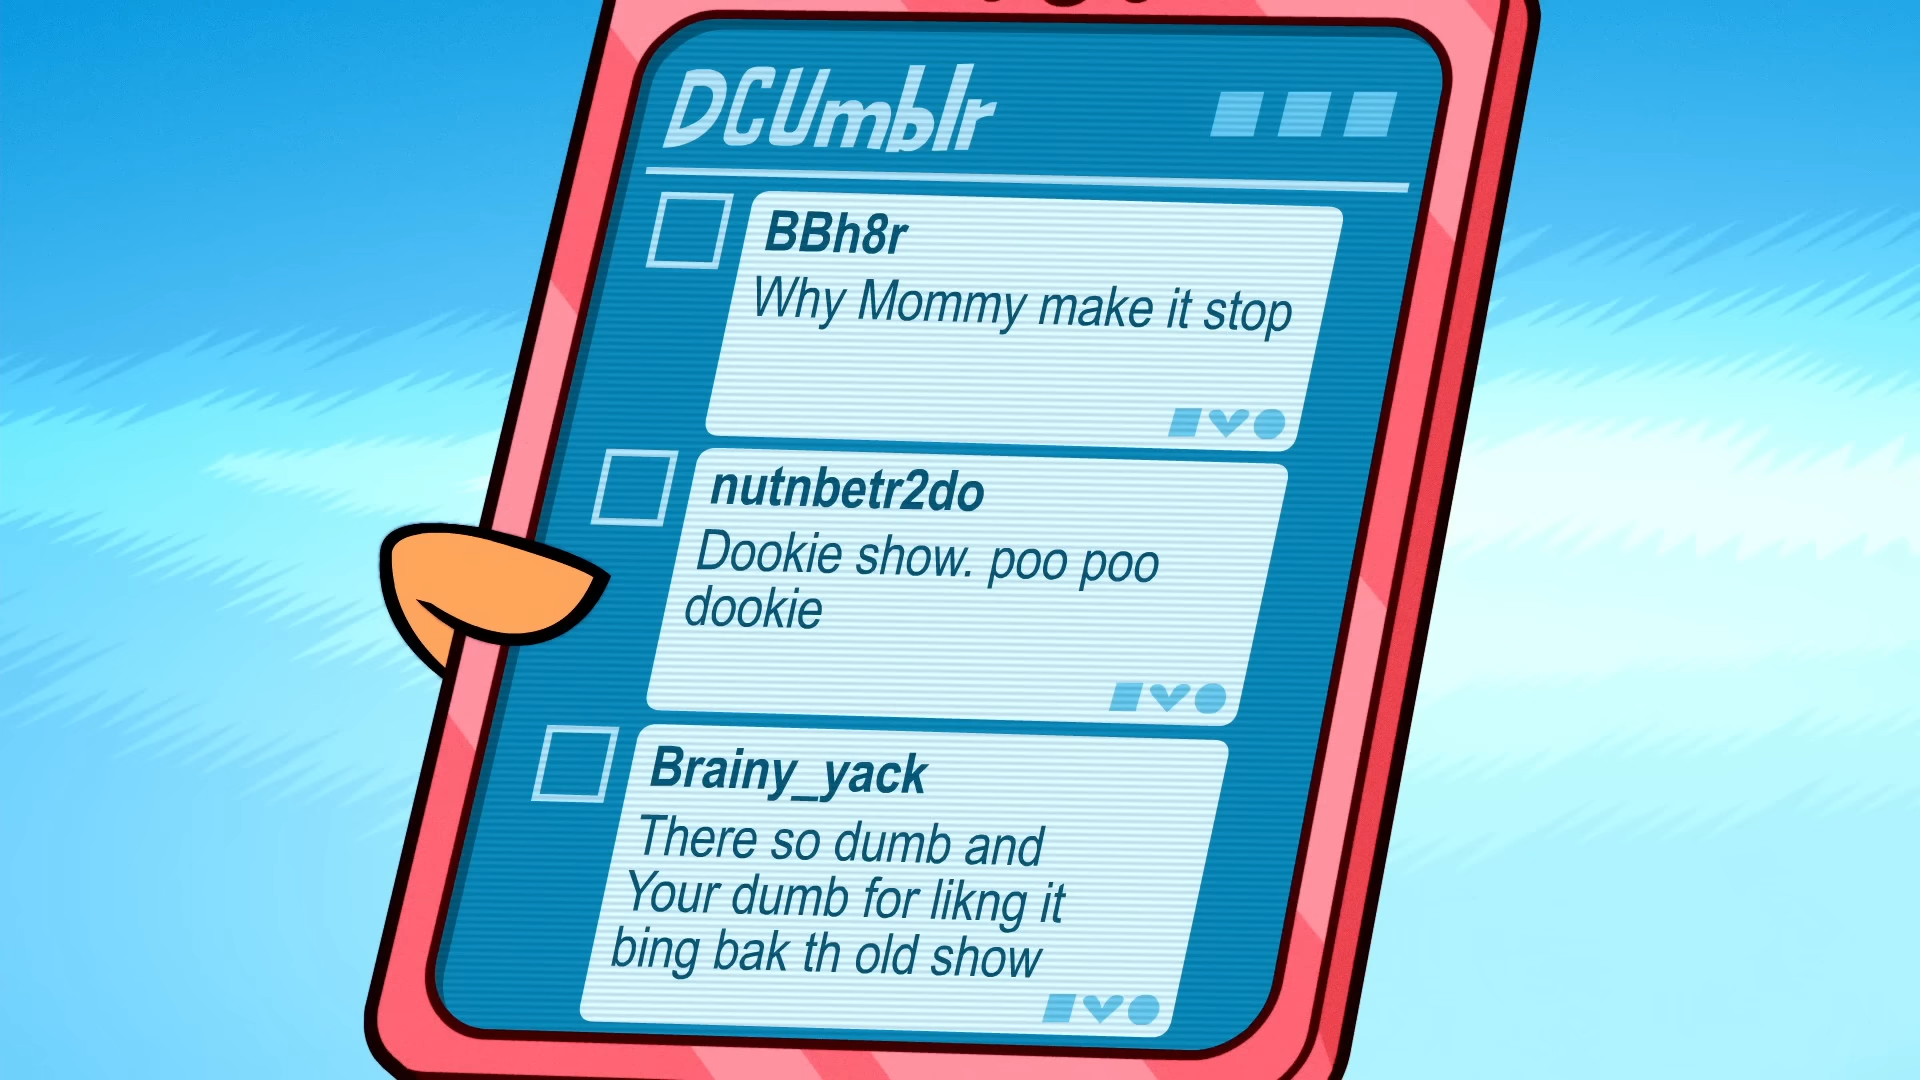 DCUmblr
BBh8r
Why Mommy make it stop
nutnbetr2do
Dookie show. poo poo
dookie
Brainy_yack
There so dumb and
Your dumb for likng it
bing bak th old show